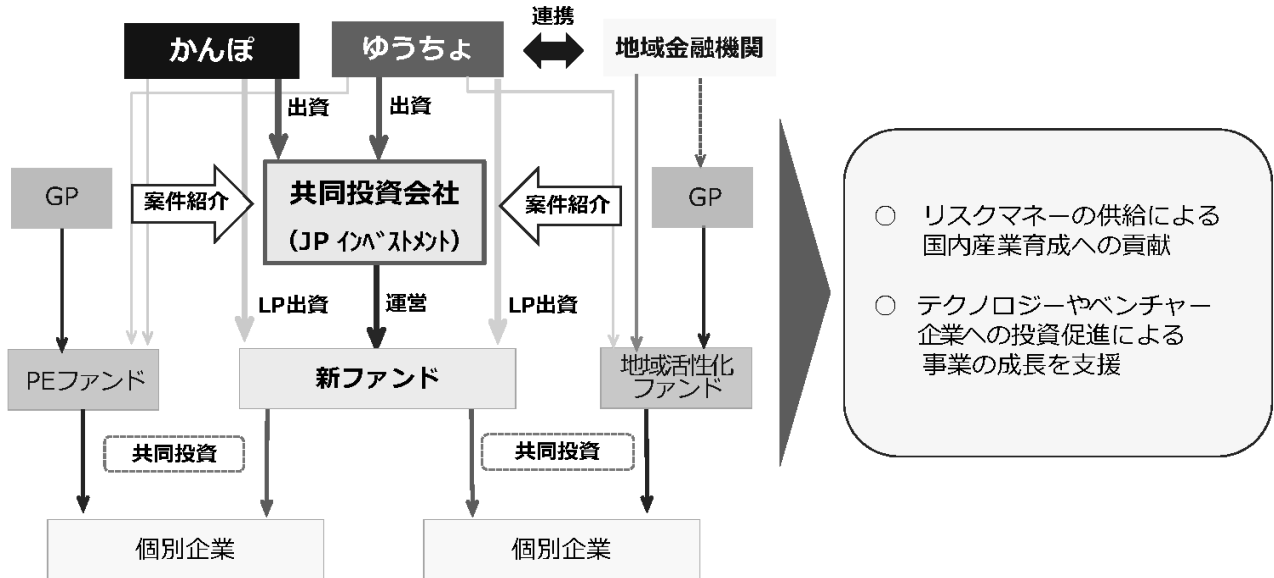 連携
かんぽ
ゆうちょ
地域金融機関
出資
出資
GP
案件紹介
共同投資会社
(JP ｲﾝﾍﾞｽﾄﾒﾝﾄ)
案件紹介
GP
LP出資
運営
LP出資
PEファンド
新ファンド
地域活性化
ファンド
共同投資
共同投資
個別企業
個別企業
○ リスクマネーの供給による
国内産業育成への貢献
○ テクノロジーやベンチャー
企業への投資促進による
事業の成長を支援